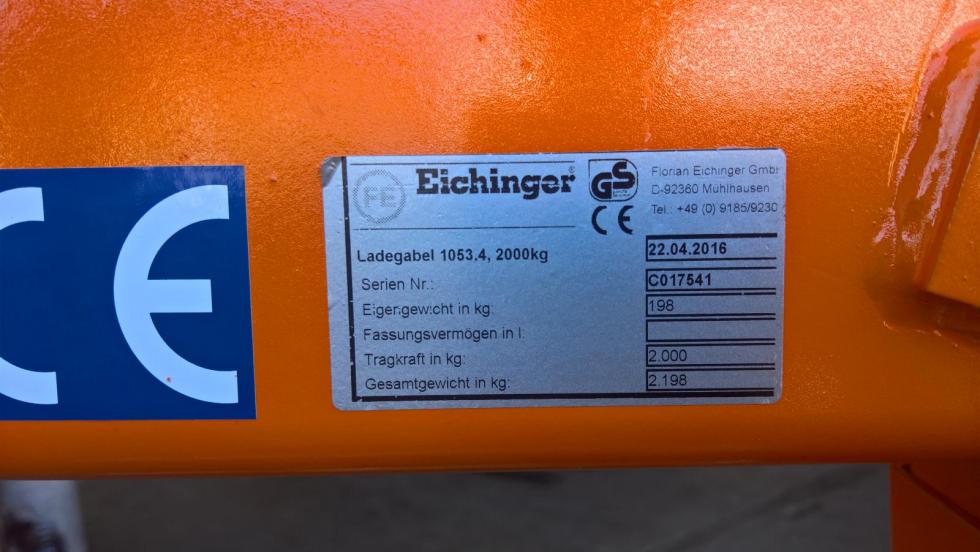 CE
FE
Eichinger®
GS
CE
Florian Eichinger Gmb
D-92360 Mühlhausen
Tel.: +49 (0) 9185/9230
Ladegabel 1053.4, 2000kg 22.04.2016
Serien Nr.: C017541
Eigengewicht in kg: 198
Fassungsvermögen in l:
Tragkraft in kg: 2.000
Gesamtgewicht in kg: 2.198